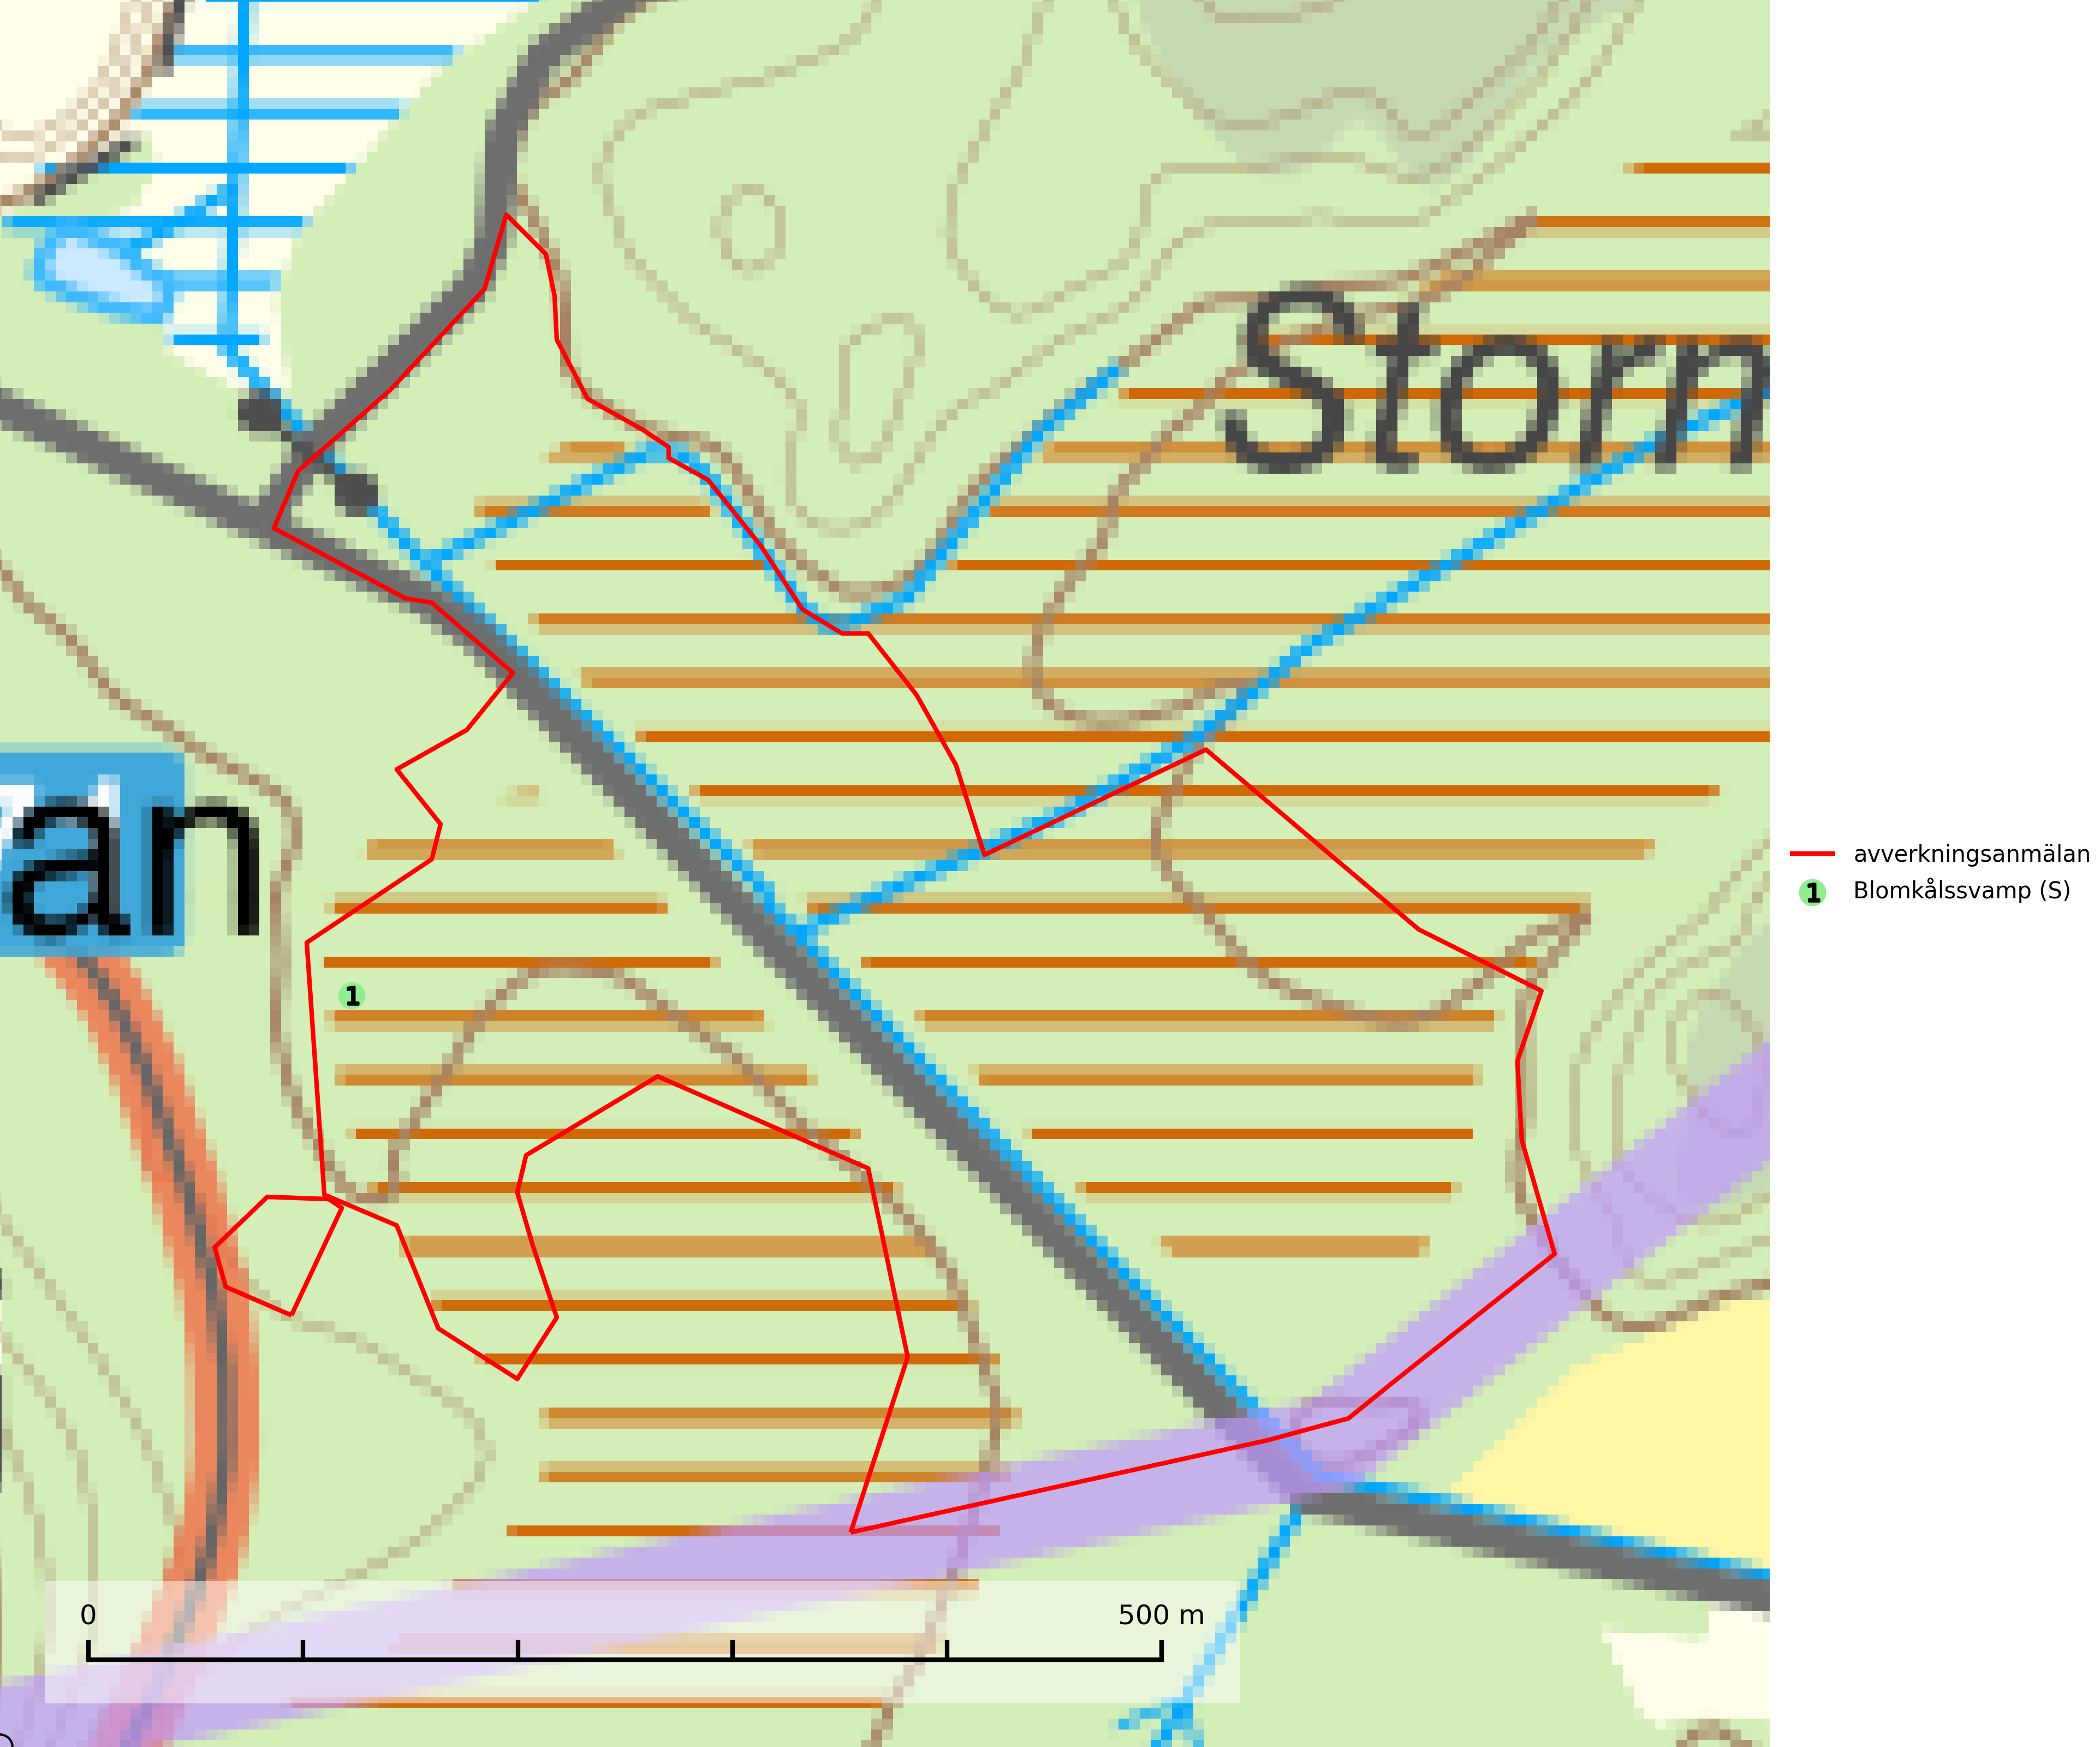 Storn
an
1
0
500 m
avverkningsanmälan
1 Blomkålssvamp (S)